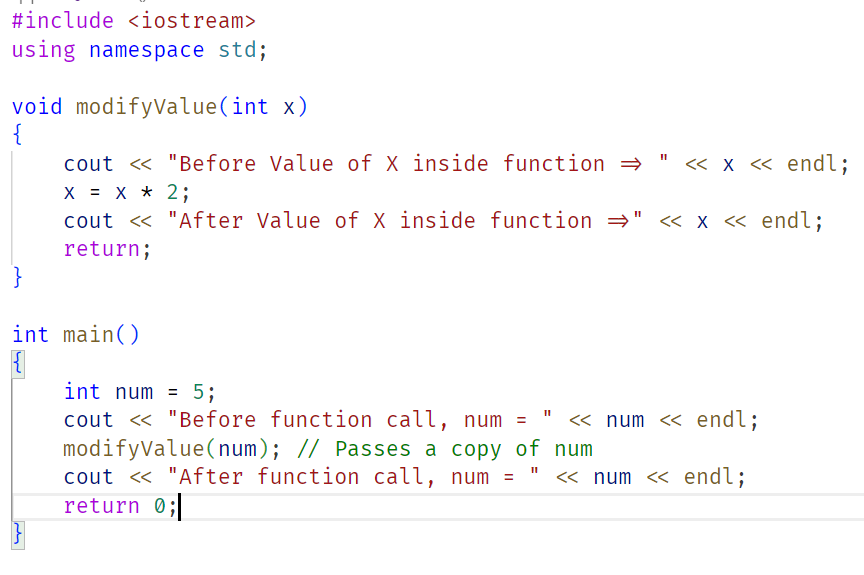 #include <iostream>
using namespace std;
void modifyValue(int x)
{
cout << "Before Value of X inside function => " << x << endl;
x = x * 2;
cout << "After Value of X inside function =>" << x << endl;
return;
}
int main()
{
int num = 5;
cout << "Before function call, num = " << num << endl;
modifyValue(num); // Passes a copy of num
cout << "After function call, num = " << num << endl;
return 0;
}